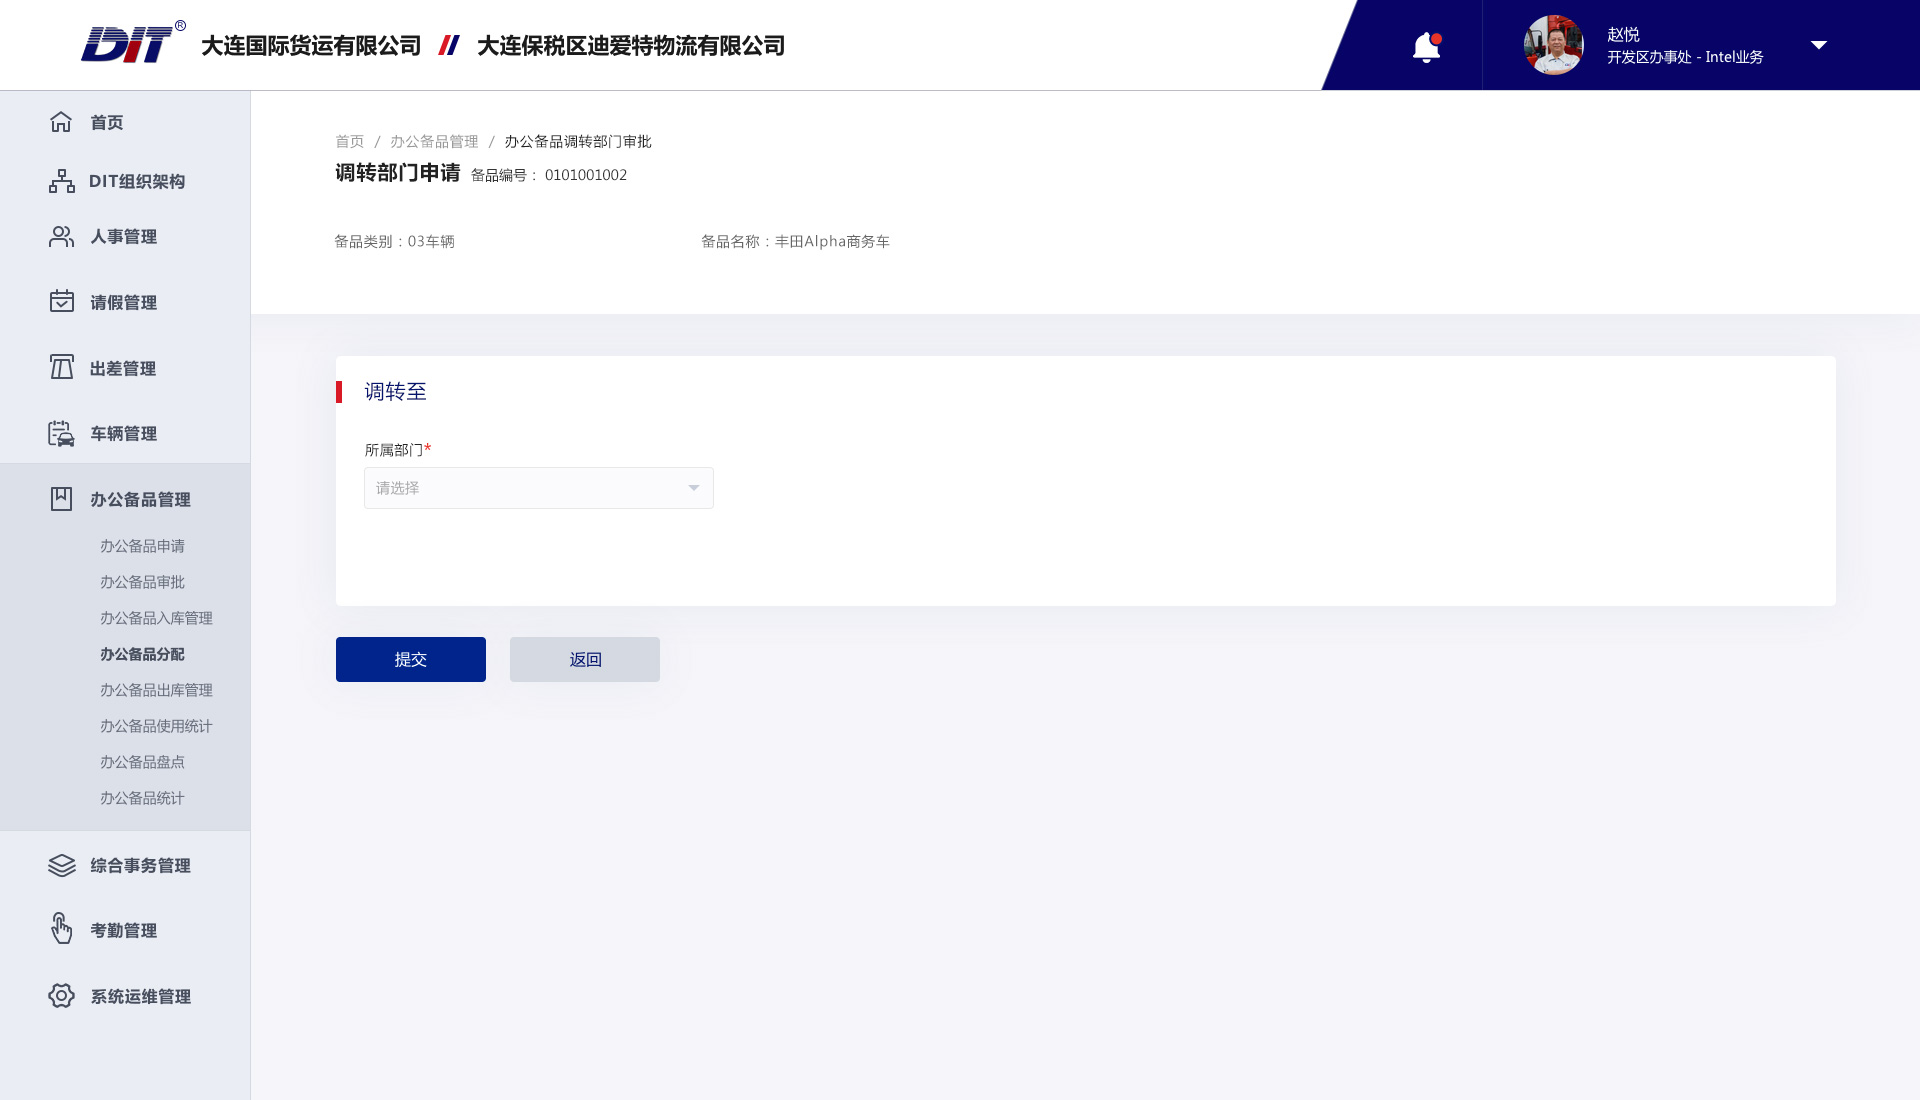 DIT® 大连国际货运有限公司 // 大连保税区迪爱特物流有限公司
赵悦
开发区办事处 - Intel业务
首页
DIT组织架构
人事管理
请假管理
出差管理
车辆管理
办公备品管理
办公备品申请
办公备品审批
办公备品入库管理
办公备品分配
办公备品出库管理
办公备品使用统计
办公备品盘点
办公备品统计
综合事务管理
考勤管理
系统运维管理
首页 / 办公备品管理 / 办公备品调转部门审批
调转部门申请 备品编号： 0101001002
备品类别：03车辆
备品名称：丰田Alpha商务车
调转至
所属部门*
请选择
提交
返回